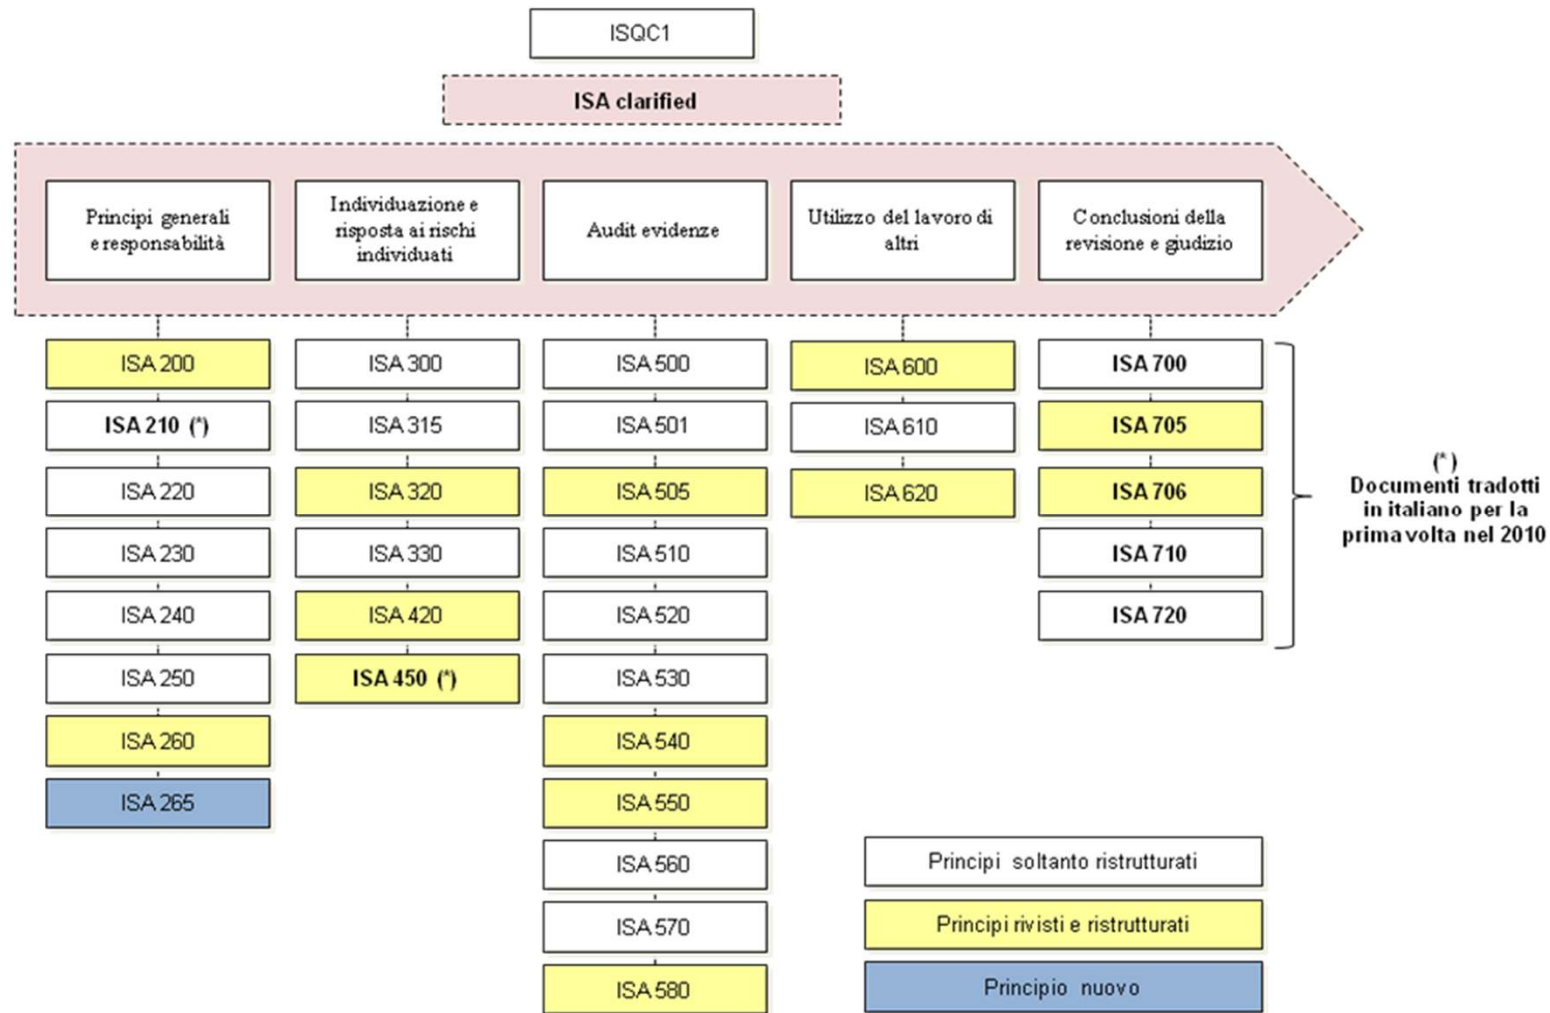 ISQC1
ISA clarified
Principi generali
e responsabilità
Individuazione e
risposta ai rischi
individuati
Audit evidenze
Utilizzo del lavoro di
altri
Conclusioni della
revisione e giudizio
ISA 200
ISA 210 (*)
ISA 220
ISA 230
ISA 240
ISA 250
ISA 260
ISA 265
ISA 300
ISA 315
ISA 320
ISA 330
ISA 420
ISA 450 (*)
ISA 500
ISA 501
ISA 505
ISA 510
ISA 520
ISA 530
ISA 540
ISA 550
ISA 560
ISA 570
ISA 580
ISA 600
ISA 610
ISA 620
ISA 700
ISA 705
ISA 706
ISA 710
ISA 720
(*)
Documenti tradotti
in italiano per la
prima volta nel 2010
Principi soltanto ristrutturati
Principi rivisti e ristrutturati
Principio nuovo